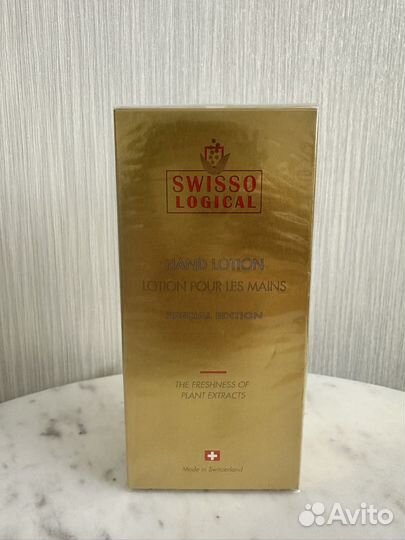 SWISSO
LOGICAL
HAND LOTION
LOTION POUR LES MAINS
SPECIAL EDITION
THE FRESHNESS OF
PLANT EXTRACTS
Made in Switzerland
Avito